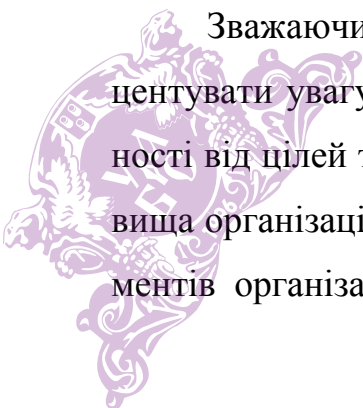 Зважаючи
центувати увагу
ності від цілей
вища організаці
ментів організа